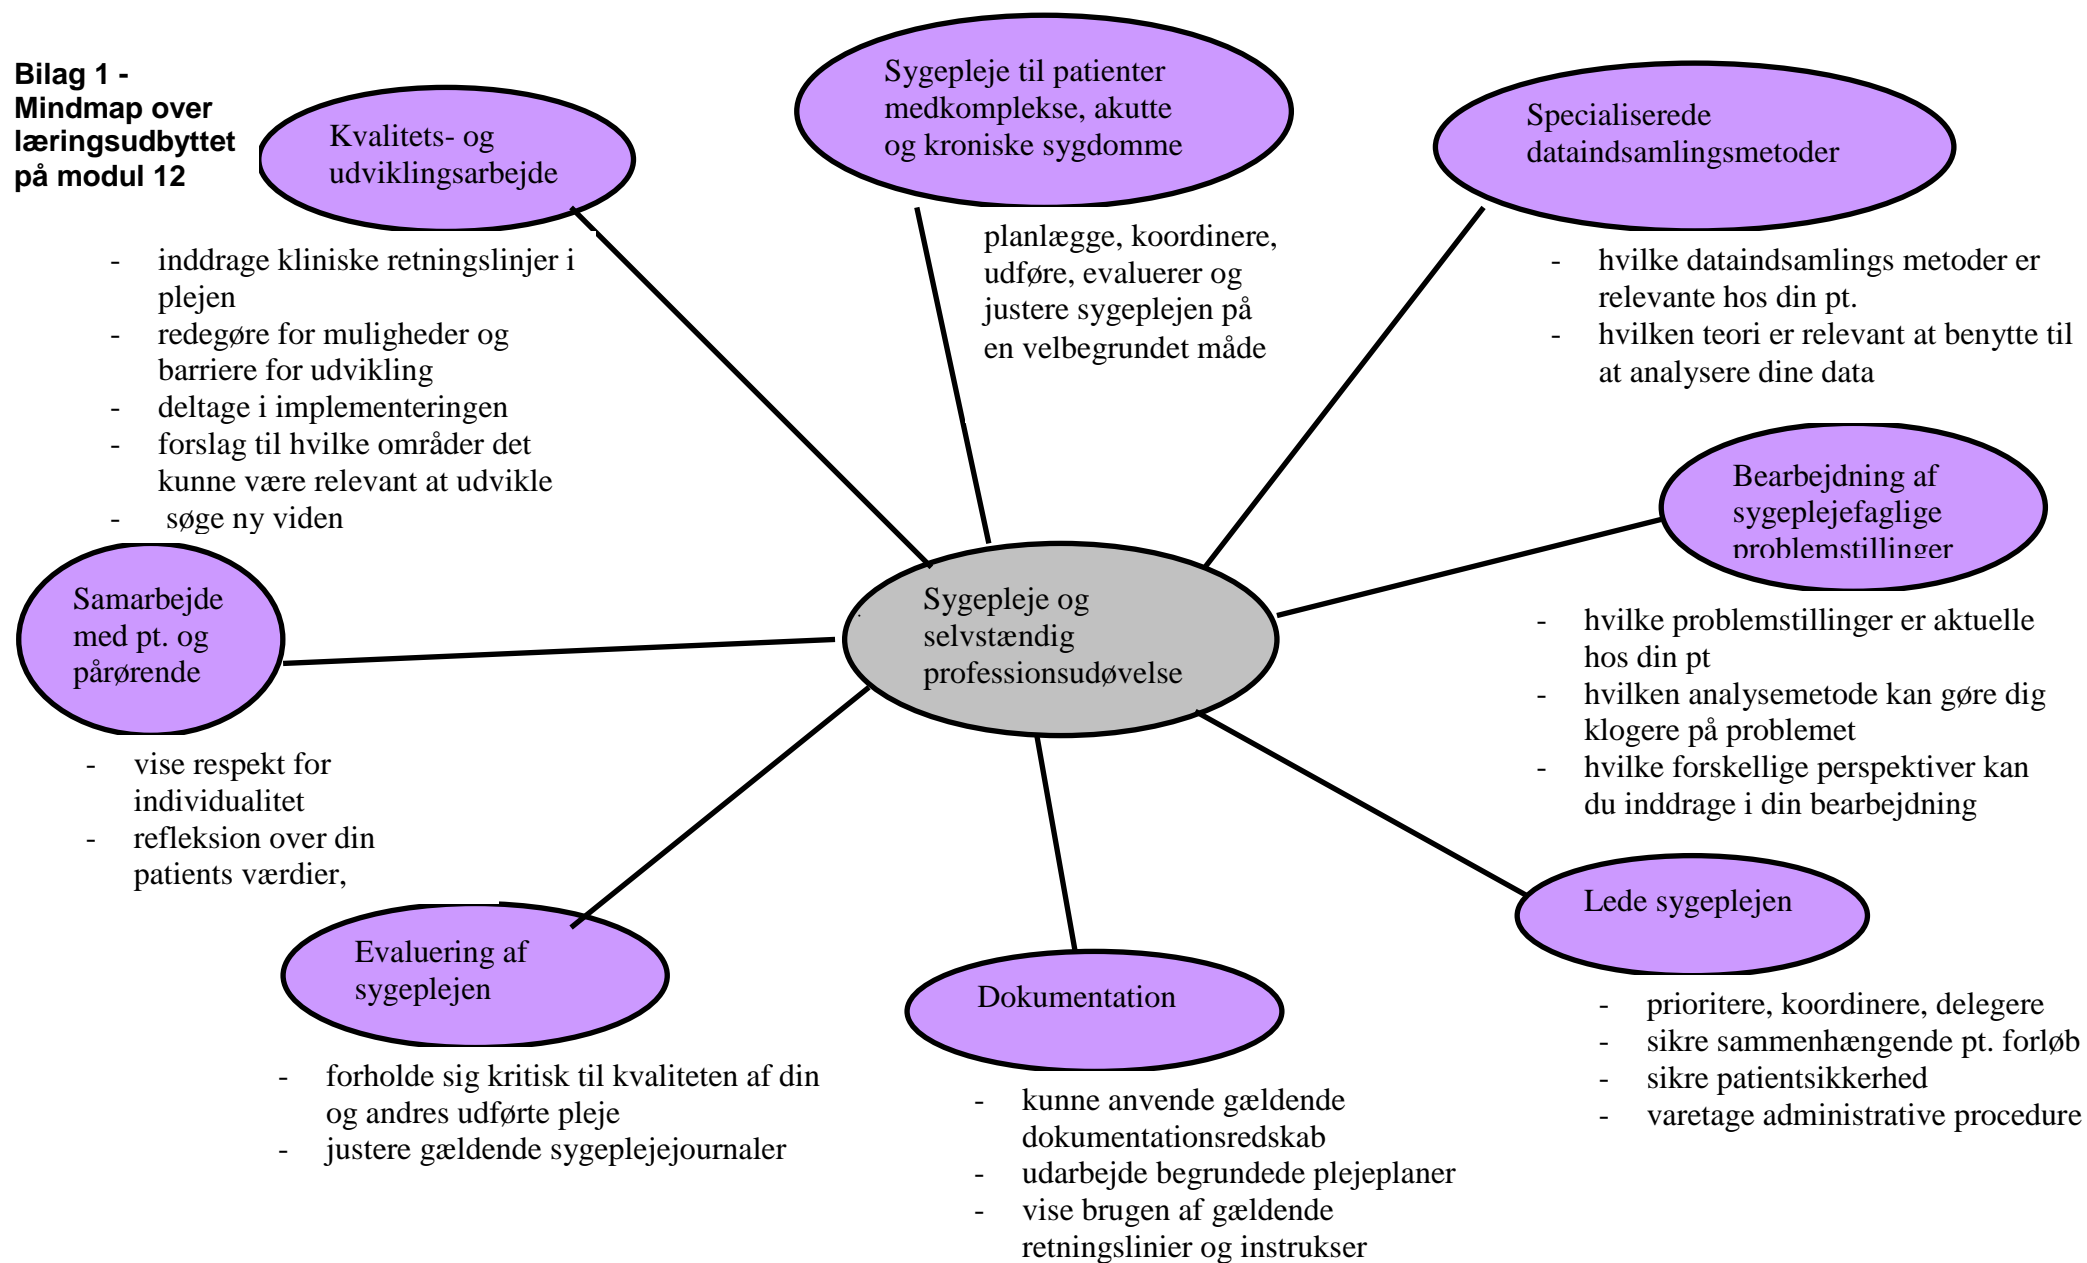 Bilag 1 -
Mindmap over
læringsudbyttet
på modul 12
Kvalitets- og
udviklingsarbejde
- inddrage kliniske retningslinjer i
plejen
- redegøre for muligheder og
barriere for udvikling
- deltage i implementeringen
- forslag til hvilke områder det
kunne være relevant at udvikle
- søge ny viden
Sygepleje til patienter
medkomplekse, akutte
og kroniske sygdomme
planlægge, koordinere,
udføre, evaluerer og
justere sygeplejen på
en velbegrundet måde
Specialiserede
dataindsamlingsmetoder
- hvilke dataindsamlings metoder er
relevante hos din pt.
- hvilken teori er relevant at benytte til
at analysere dine data
Bearbejdning af
sygeplejefaglige
problemstillinger
- hvilke problemstillinger er aktuelle
hos din pt
- hvilken analysemetode kan gøre dig
klogere på problemet
- hvilke forskellige perspektiver kan
du inddrage i din bearbejdning
Samarbejde
med pt. og
pårørende
- vise respekt for
individualitet
- refleksion over din
patients værdier,
Sygepleje og
selvstændig
professionsudøvelse
Lede sygeplejen
- prioritere, koordinere, delegere
- sikre sammenhængende pt. forløb
- sikre patientsikkerhed
- varetage administrative procedure
Evaluering af
sygeplejen
- forholde sig kritisk til kvaliteten af din
og andres udførte pleje
- justere gældende sygeplejejournaler
Dokumentation
- kunne anvende gældende
dokumentationsredskab
- udarbejde begrundede plejeplaner
- vise brugen af gældende
retningslinier og instrukser